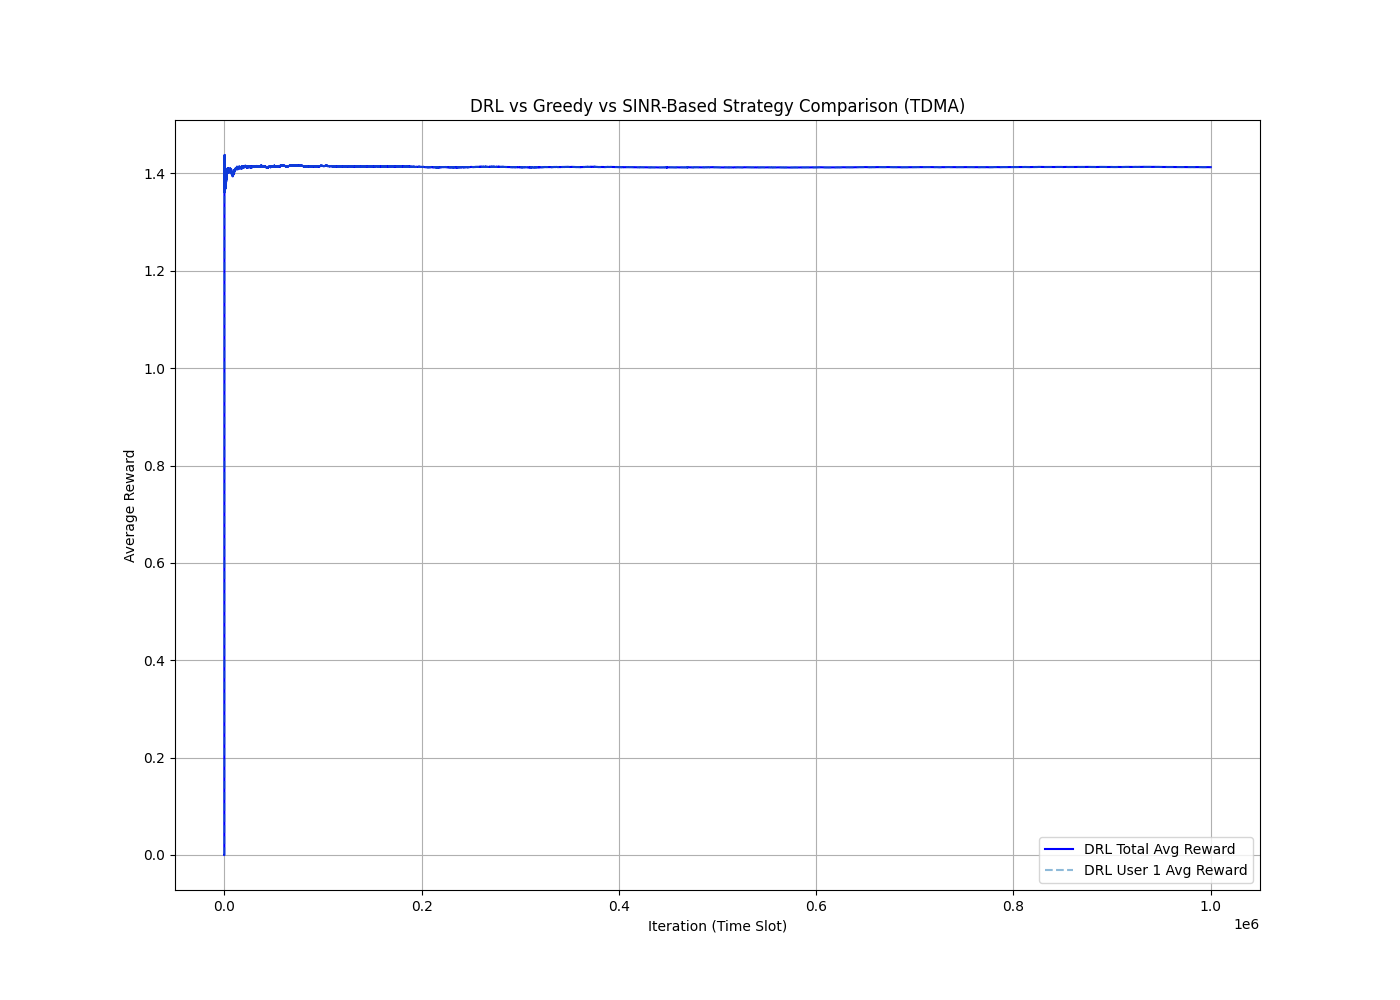 DRL vs Greedy vs SINR-Based Strategy Comparison (TDMA)
Average Reward
1.4
1.2
1.0
0.8
0.6
0.4
0.2
0.0
DRL Total Avg Reward
DRL User 1 Avg Reward
0.0 0.2 0.4 0.6 0.8 1.0
1e6
Iteration (Time Slot)